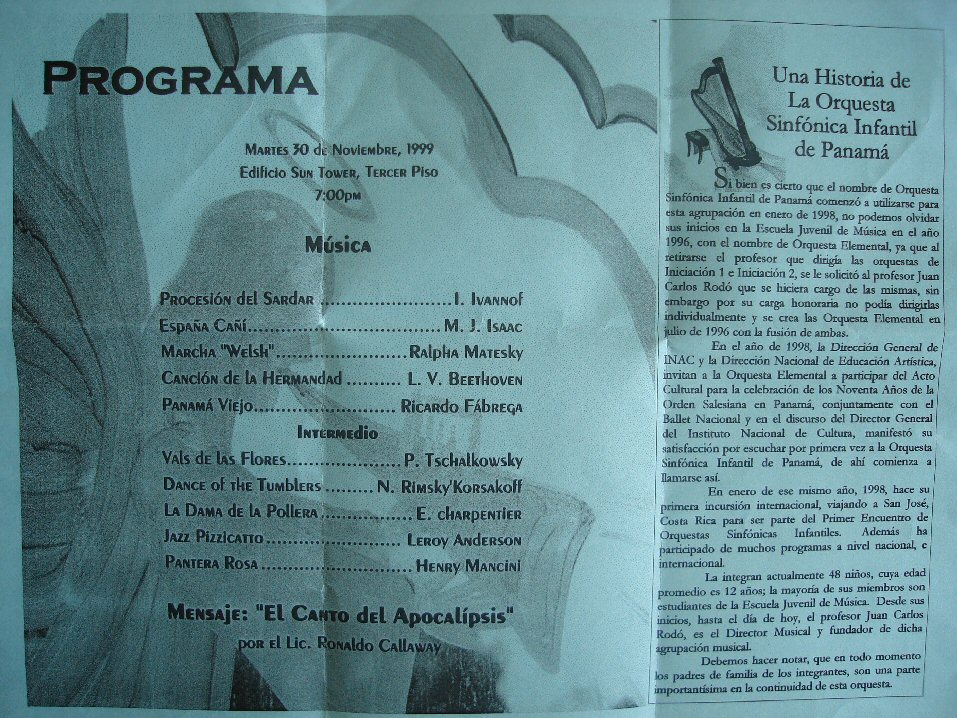 PROGRAMA
MARTES 30 de NOVIEMBRE, 1999
EDIFICIO SUN TOWER, TERCER PISO
7:00PM
MÚSICA
PROCESIÓN DEL SARDAR ........................ I. IVANNOF
ESPAÑA CAÑÍ.................................... M. J. ISAAC
MARCHA "WELSH"........................RALPHA MATESKY
CANCIÓN DE LA HERMANDAD .......... L. V. BEETHOVEN
PANAMÁ VIEJO.......................... RICARDO FÁBREGA
INTERMEDIO
VALS DE LAS FLORES.....................P. TSCHALKOWSKY
DANCE OF THE TUMBLERS ......... N. RIMSKY'KORSAKOFF
LA DAMA DE LA POLLERA .................. E. CHARPENTIER
JAZZ PIZZICATTO ......................... LEROY ANDERSON
PANTERA ROSA ............................HENRY MANCINI
MENSAJE: "EL CANTO DEL APOCALÍPSIS"
POR EL LIC. RONALDO CALLAWAY
Una Historia de
La Orquesta
Sinfónica Infantil
de Panamá
Si bien es cierto que el nombre de Orquesta
Sinfónica Infantil de Panamá comenzó a utilizarse para
esta agrupación en enero de 1998, no podemos olvidar
sus inicios en la Escuela Juvenil de Música en el año
1996, con el nombre de Orquesta Elemental, ya que al
retirarse el profesor que dirigía las orquestas de
Iniciación 1 e Iniciación 2, se le solicitó al profesor Juan
Carlos Rodó que se hiciera cargo de las mismas, sin
embargo por su carga honoraria no podía dirigirlas
individualmente y se crea las Orquesta Elemental en
julio de 1996 con la fusión de ambas.
En el año de 1998, la Dirección General de
INAC y la Dirección Nacional de Educación Artística,
invitan a la Orquesta Elemental a participar del Acto
Cultural para la celebración de los Noventa Años de la
Orden Salesiana en Panamá, conjuntamente con el
Ballet Nacional y en el discurso del Director General
del Instituto Nacional de Cultura, manifestó su
satisfacción por escuchar por primera vez a la Orquesta
Sinfónica Infantil de Panamá, de ahí comienza a
llamarse así.
En enero de ese mismo año, 1998, hace su
primera incursión internacional, viajando a San José,
Costa Rica para ser parte del Primer Encuentro de
Orquestas Sinfónicas Infantiles. Además ha
participado de muchos programas a nivel nacional, e
internacional.
La integran actualmente 48 niños, cuya edad
promedio es 12 años; la mayoría de sus miembros son
estudiantes de la Escuela Juvenil de Música. Desde sus
inicios, hasta el día de hoy, el profesor Juan Carlos
Rodó, es el Director Musical y fundador de dicha
agrupación musical.
Debemos hacer notar, que en todo momento
los padres de familia de los integrantes, son una parte
importantísima en la continuidad de esta orquesta.